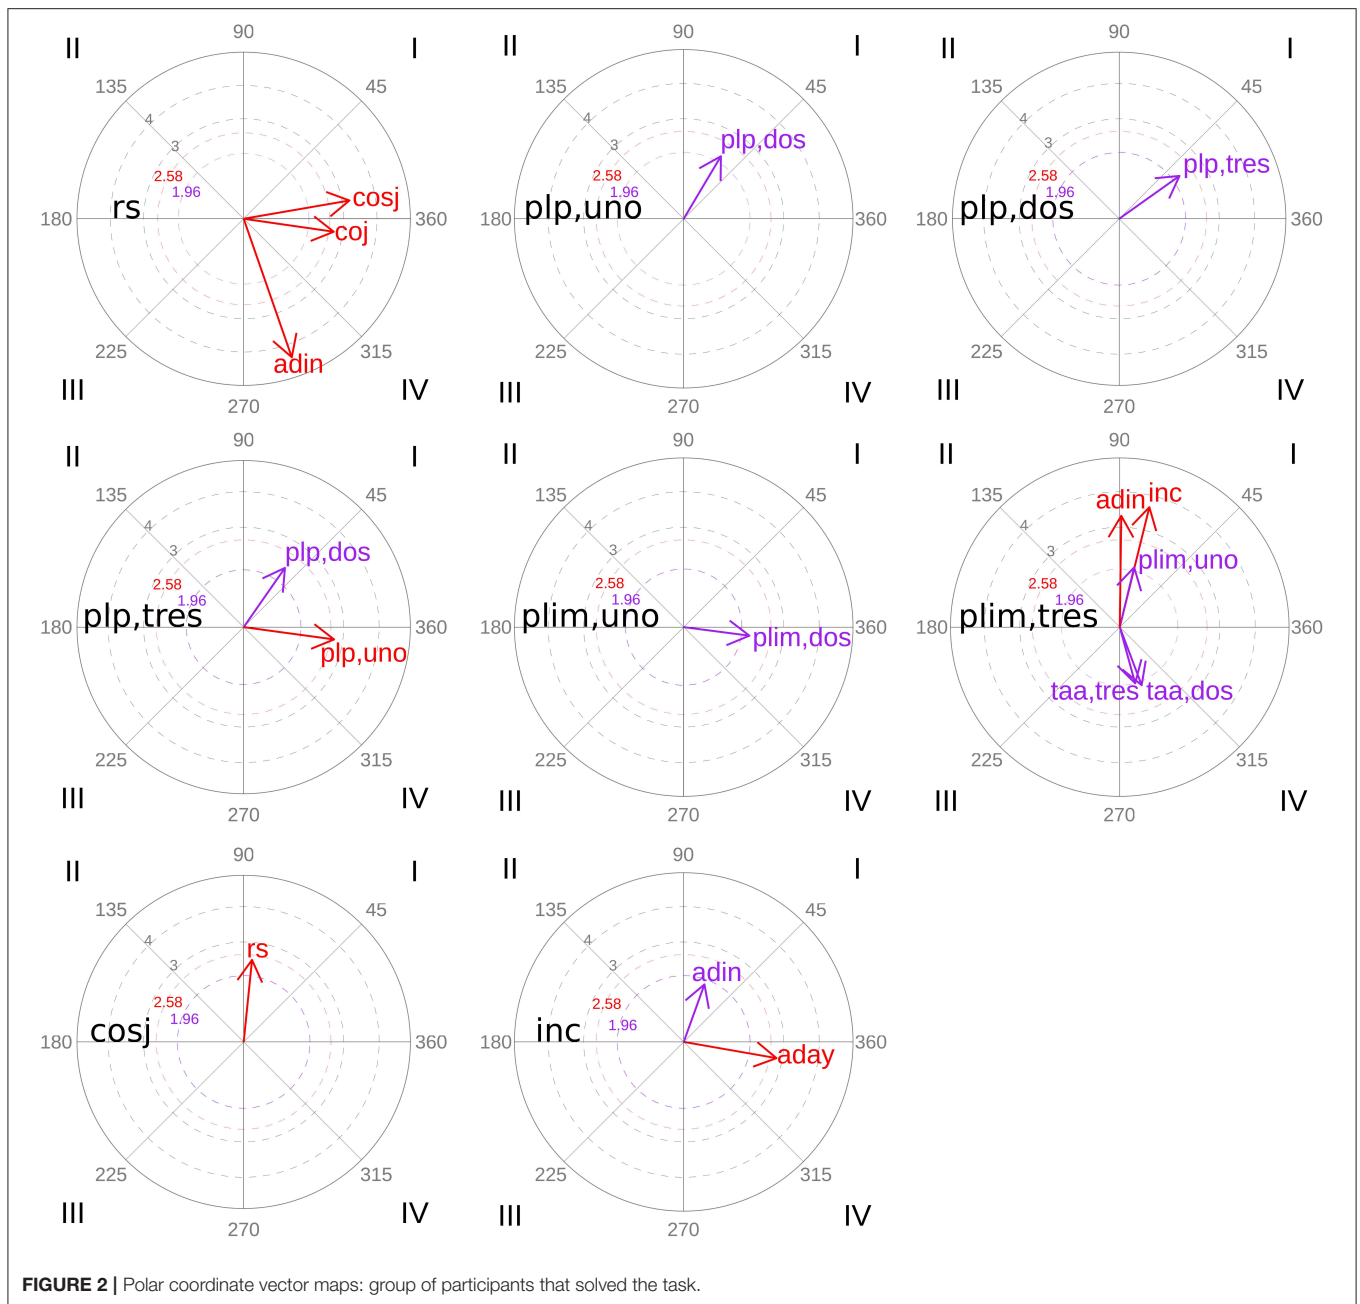 90 90 90
II I II I II I
135 45 135 45 135 45
4 4 4
3 3 3
2.58 2.58 2.58
1.96 1.96 1.96
plp,dos
plp,tres
cosj
coj
rs plp,uno plp,dos
180 360 180 360 180 360
adin
225 315 225 315 225 315
III IV III IV III IV
270 270 270
90 90 90
II I II I II I
135 45 135 45 135 45
adin inc
4 4 4
3 3 3
plp,dos
plim,uno
2.58 2.58 2.58
1.96 1.96 1.96
plp,tres plim,uno plim,tres
180 360 180 360 180 360
plp,uno
plim,dos
taa,tres taa,dos
225 315 225 315 225 315
III IV III IV III IV
270 270 270
90 90
II I II I
135 45 135 45
4 4
rs
3 3
adin
2.58 2.58
1.96 1.96
cosj inc
180 360 180 360
aday
225 315 225 315
III IV III IV
270 270
FIGURE 2 | Polar coordinate vector maps: group of participants that solved the task.